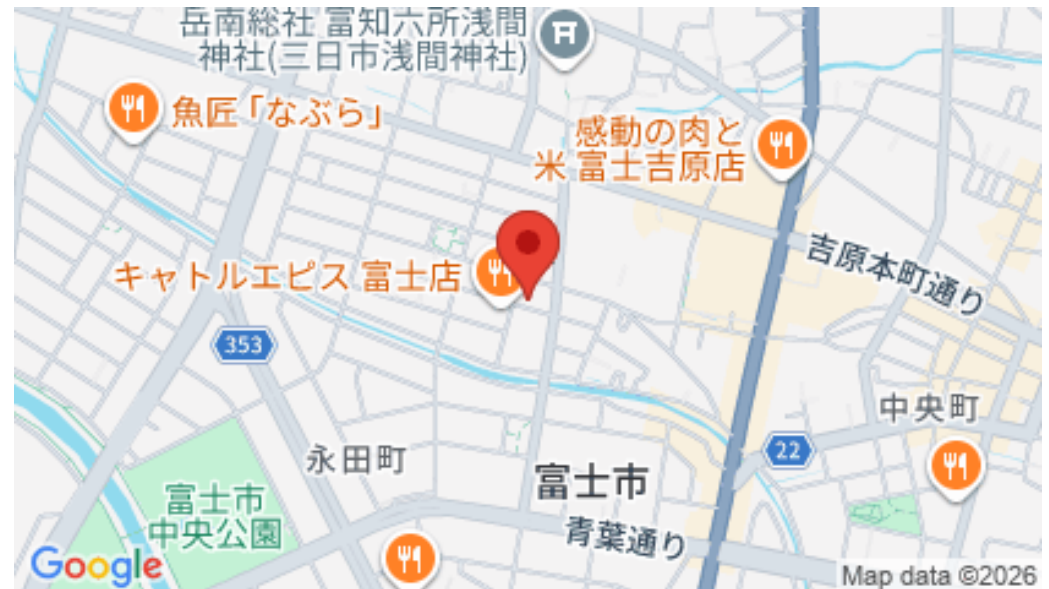 岳南総社 富知六所浅間
神社(三日市浅間神社)
魚匠「なぶら」
感動の肉と
米 富士吉原店
吉原本町通り
キャトルエピス 富士店
353
中央町
22
永田町
富士市
富士市
中央公園
青葉通り
Google
Map data ©2026